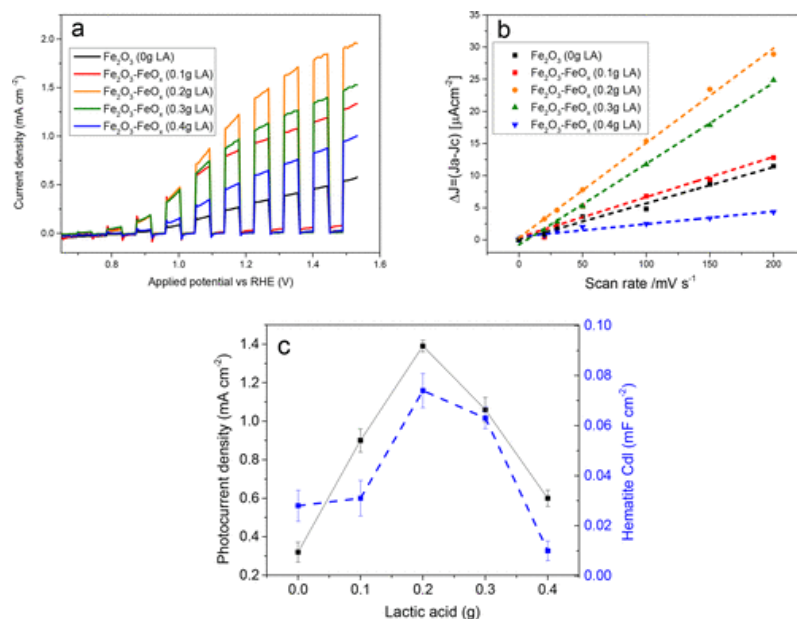 a
Current density (mA cm⁻²)
2.0
1.5
1.0
0.5
0.0
Fe₂O₃ (0g LA)
Fe₂O₃-FeOₓ (0.1g LA)
Fe₂O₃-FeOₓ (0.2g LA)
Fe₂O₃-FeOₓ (0.3g LA)
Fe₂O₃-FeOₓ (0.4g LA)
0.8 1.0 1.2 1.4 1.6
Applied potential vs RHE (V)
b
ΔJ=(Ja-Jc) [μAcm⁻²]
35
30
25
20
15
10
5
0
Fe₂O₃ (0g LA)
Fe₂O₃-FeOₓ (0.1g LA)
Fe₂O₃-FeOₓ (0.2g LA)
Fe₂O₃-FeOₓ (0.3g LA)
Fe₂O₃-FeOₓ (0.4g LA)
0 50 100 150 200
Scan rate /mV s⁻¹
c
Photocurrent density (mA cm⁻²)
1.4
1.2
1.0
0.8
0.6
0.4
0.2
0.0 0.1 0.2 0.3 0.4
Lactic acid (g)
0.10
0.08
0.06
0.04
0.02
0.00
Hematite Cdl (mF cm⁻²)